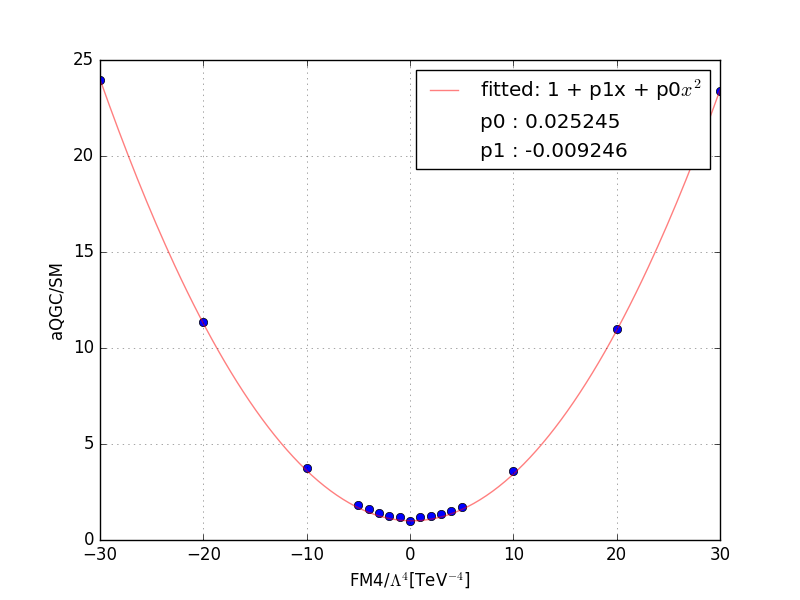 25
20
15
10
5
0
aQGC/SM
fitted: 1 + p1x + p0x²
p0 : 0.025245
p1 : -0.009246
−30 −20 −10 0 10 20 30
FM4/Λ⁴[TeV⁻⁴]